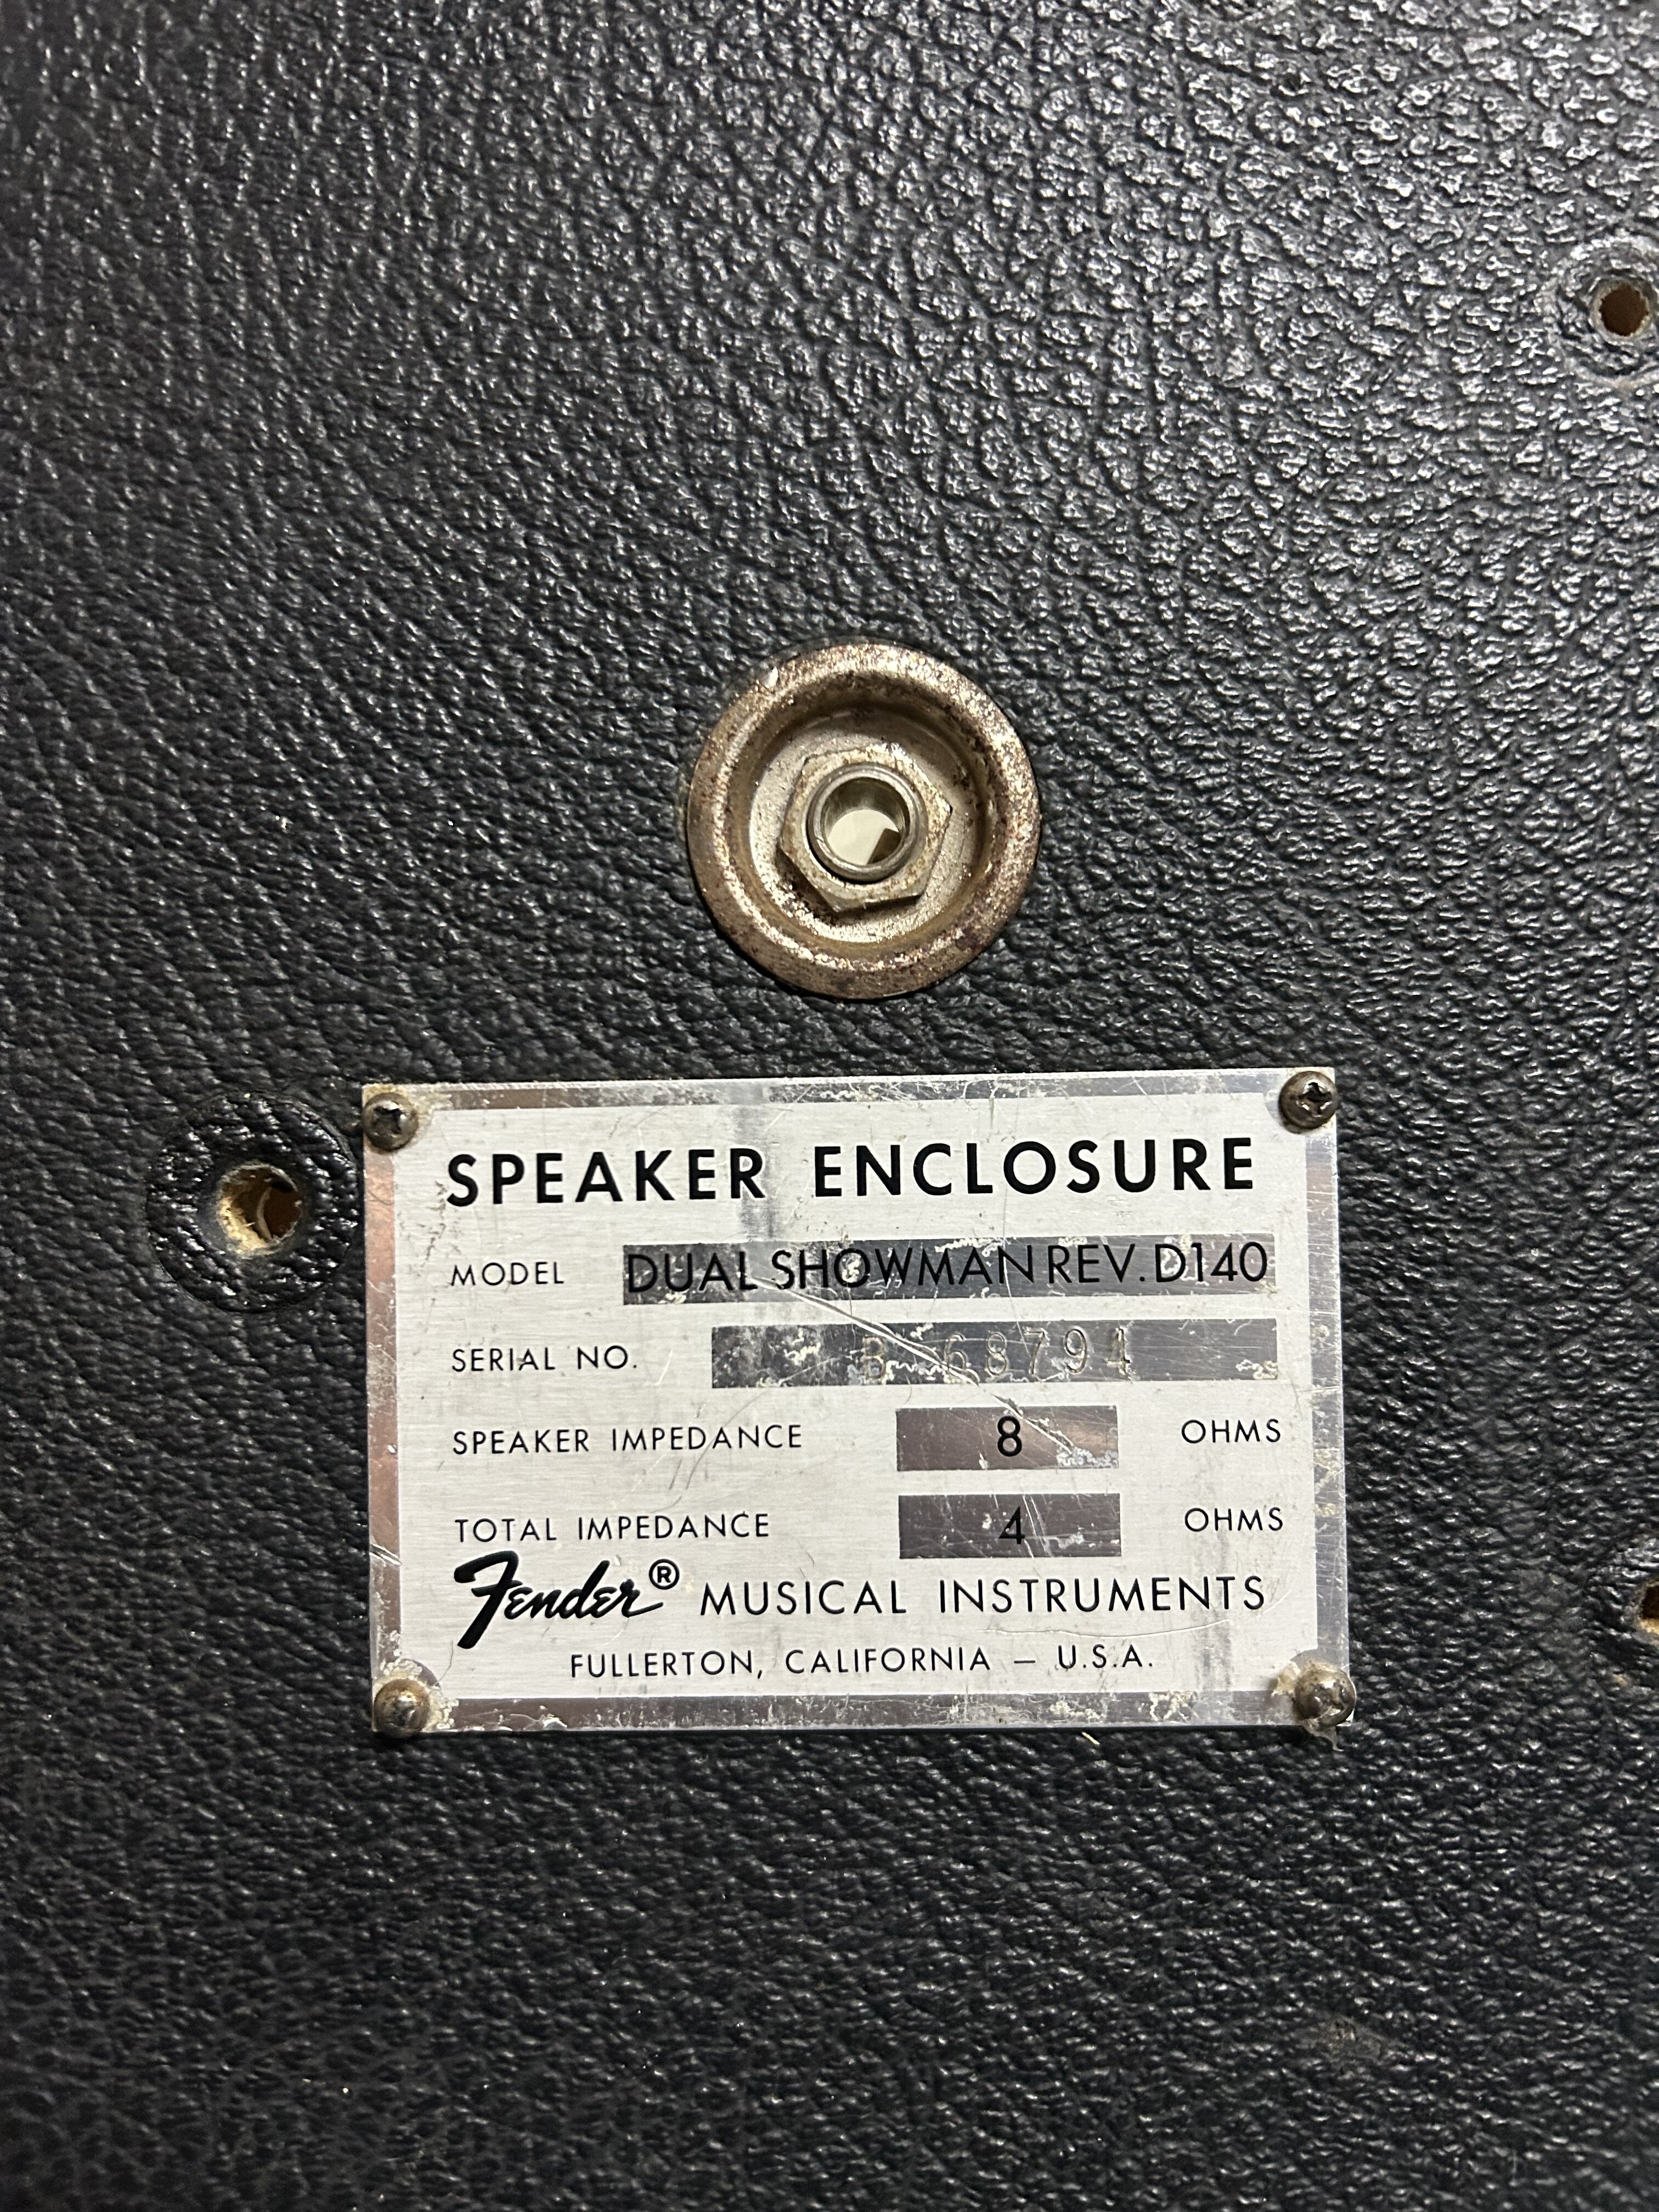 SPEAKER ENCLOSURE
MODEL DUAL SHOWMAN REV. D140
SERIAL NO. B 68794
SPEAKER IMPEDANCE 8 OHMS
TOTAL IMPEDANCE 4 OHMS
Fender® MUSICAL INSTRUMENTS
FULLERTON, CALIFORNIA — U.S.A.